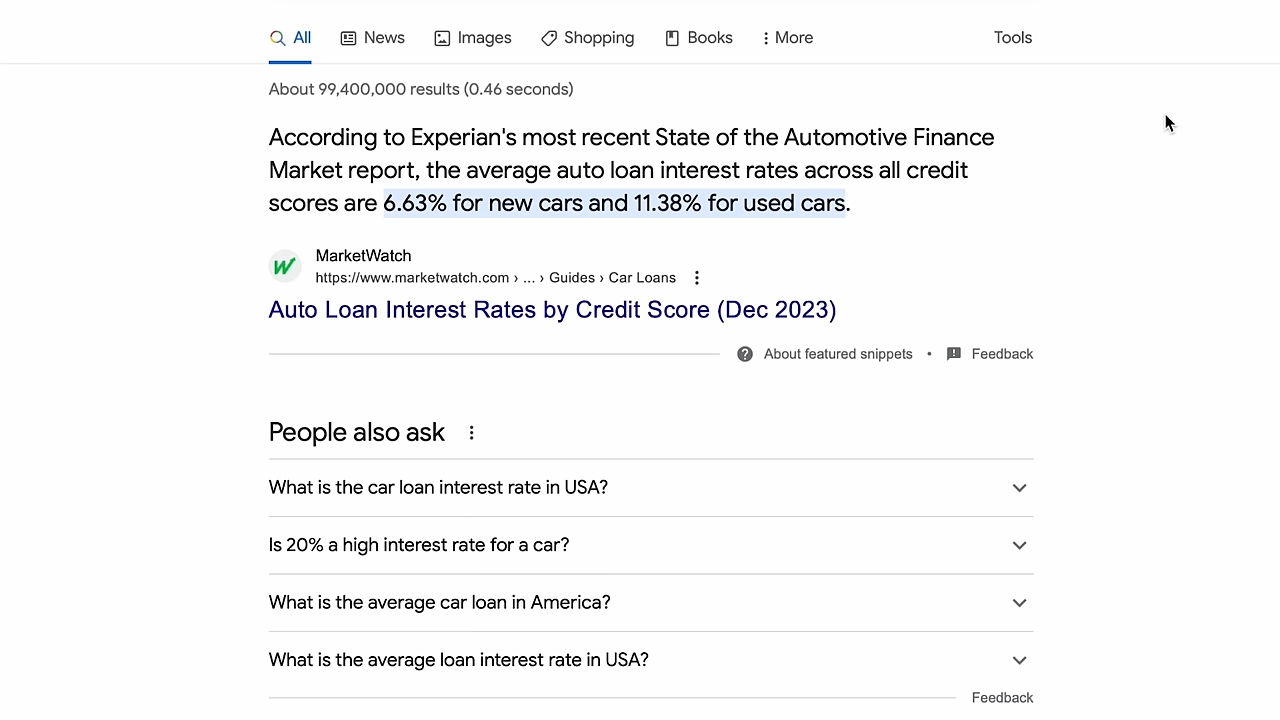 All News Images Shopping Books More Tools
About 99,400,000 results (0.46 seconds)
According to Experian's most recent State of the Automotive Finance
Market report, the average auto loan interest rates across all credit
scores are 6.63% for new cars and 11.38% for used cars.
MarketWatch
https://www.marketwatch.com › ... › Guides › Car Loans
Auto Loan Interest Rates by Credit Score (Dec 2023)
About featured snippets • Feedback
People also ask
What is the car loan interest rate in USA?
Is 20% a high interest rate for a car?
What is the average car loan in America?
What is the average loan interest rate in USA?
Feedback